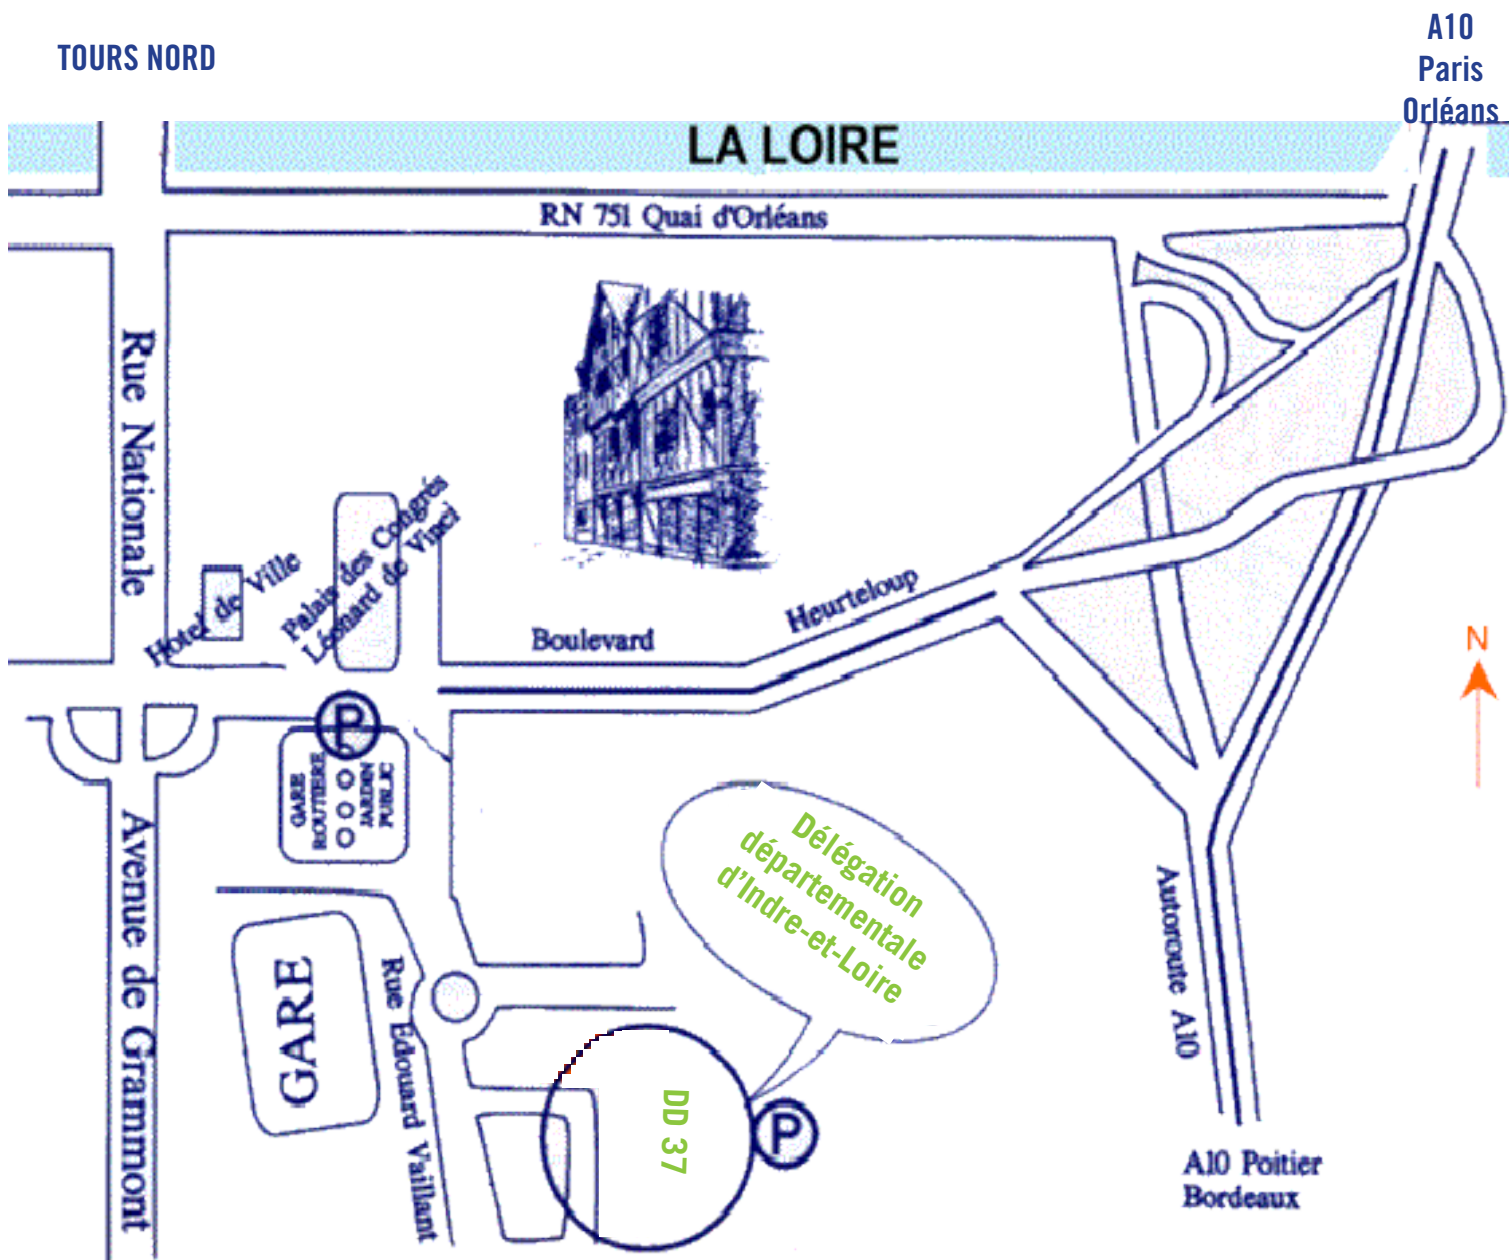 TOURS NORD
A10
Paris
Orléans
LA LOIRE
RN 751 Quai d'Orléans
Rue Nationale
Hotel de Ville
Palais des Congrés
Léonard de Vinci
Boulevard
Heurteloup
N
P
GARE
ROUTIERE
JARDIN
PUBLIC
Avenue de Grammont
GARE
Rue Edouard Vaillant
Délégation
départementale
d'Indre-et-Loire
DD 37
P
Autoroute A10
A10 Poitier
Bordeaux